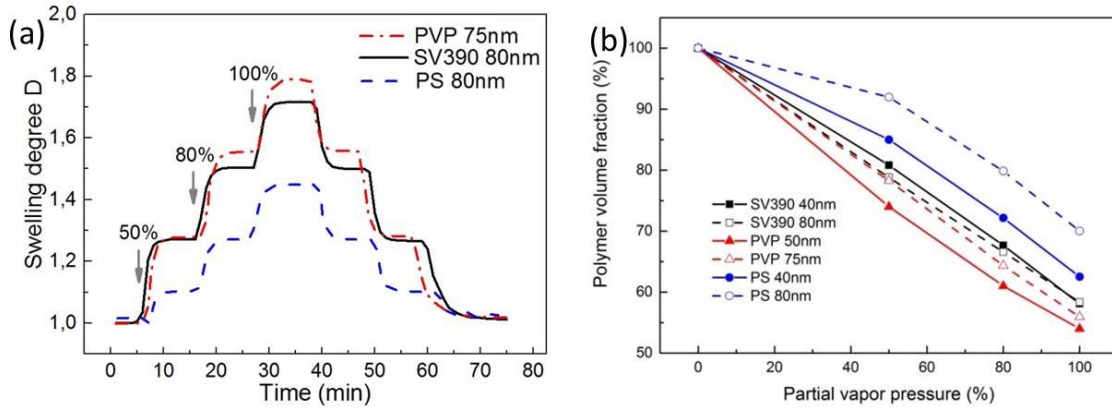 (a)
2,0
1,8
1,6
1,4
1,2
1,0
Swelling degree D
PVP 75nm
SV390 80nm
PS 80nm
100%
80%
50%
0 10 20 30 40 50 60 70 80
Time (min)
(b)
100
90
80
70
60
50
Polymer volume fraction (%)
SV390 40nm
SV390 80nm
PVP 50nm
PVP 75nm
PS 40nm
PS 80nm
0 20 40 60 80 100
Partial vapor pressure (%)